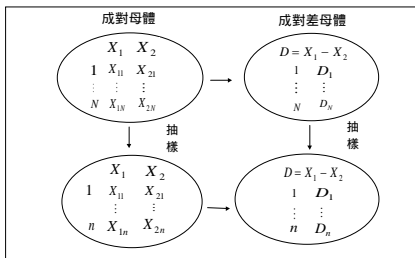 成對母體
X₁ X₂
1 X₁₁ X₂₁
⋮ ⋮ ⋮
N X₁N X₂N
成對差母體
D = X₁ − X₂
1 D₁
⋮ ⋮
N D_N
抽樣
抽樣
X₁ X₂
1 X₁₁ X₂₁
⋮ ⋮
n X₁n X₂n
D = X₁ − X₂
1 D₁
⋮ ⋮
n Dₙ